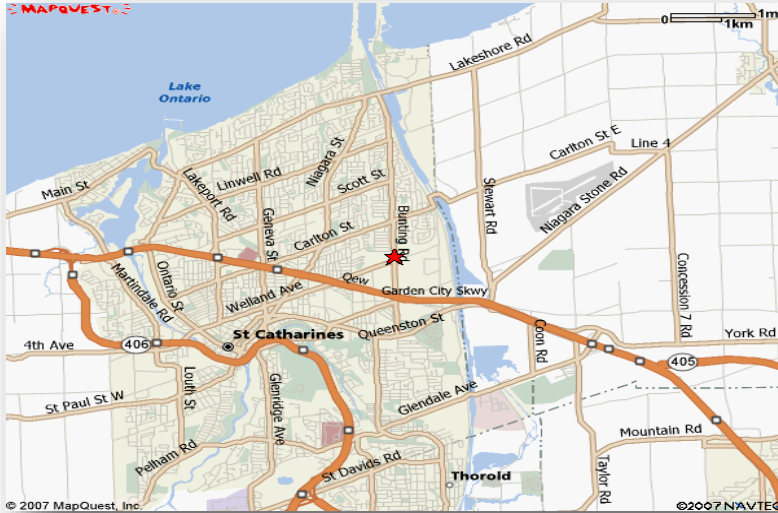 MAPQUEST
0
1m
1km
Lakeshore Rd
Lake
Ontario
Carlton St E
Line 4
Niagara St
Linwell Rd
Scott St
Main St
Lakeport Rd
Stewart Rd
Niagara Stone Rd
Bunting Rd
Geneva St
Carlton St
Martindale Rd
Ontario St
Concession 7 Rd
Qew
Garden City Skwy
Welland Ave
Queenston St
St Catharines
Coon Rd
York Rd
4th Ave
406
405
Louth St
Glenridge Ave
Glendale Ave
St Paul St W
Mountain Rd
Pelham Rd
St Davids Rd
Taylor Rd
Thorold
© 2007 MapQuest, Inc.
©2007 NAVTEQ